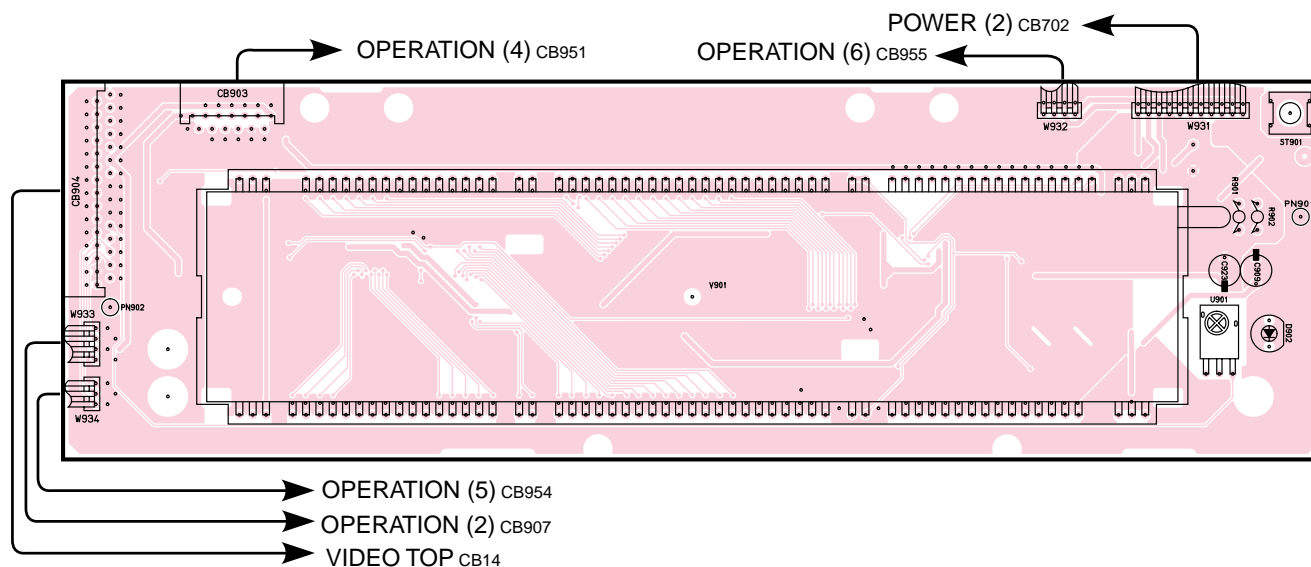 POWER (2) CB702
OPERATION (4) CB951
OPERATION (6) CB955
CB903
W932
W931
ST901
CB904
R901
R902
PN90
C923
C909
V901
PN902
U901
D902
W933
W934
OPERATION (5) CB954
OPERATION (2) CB907
VIDEO TOP CB14